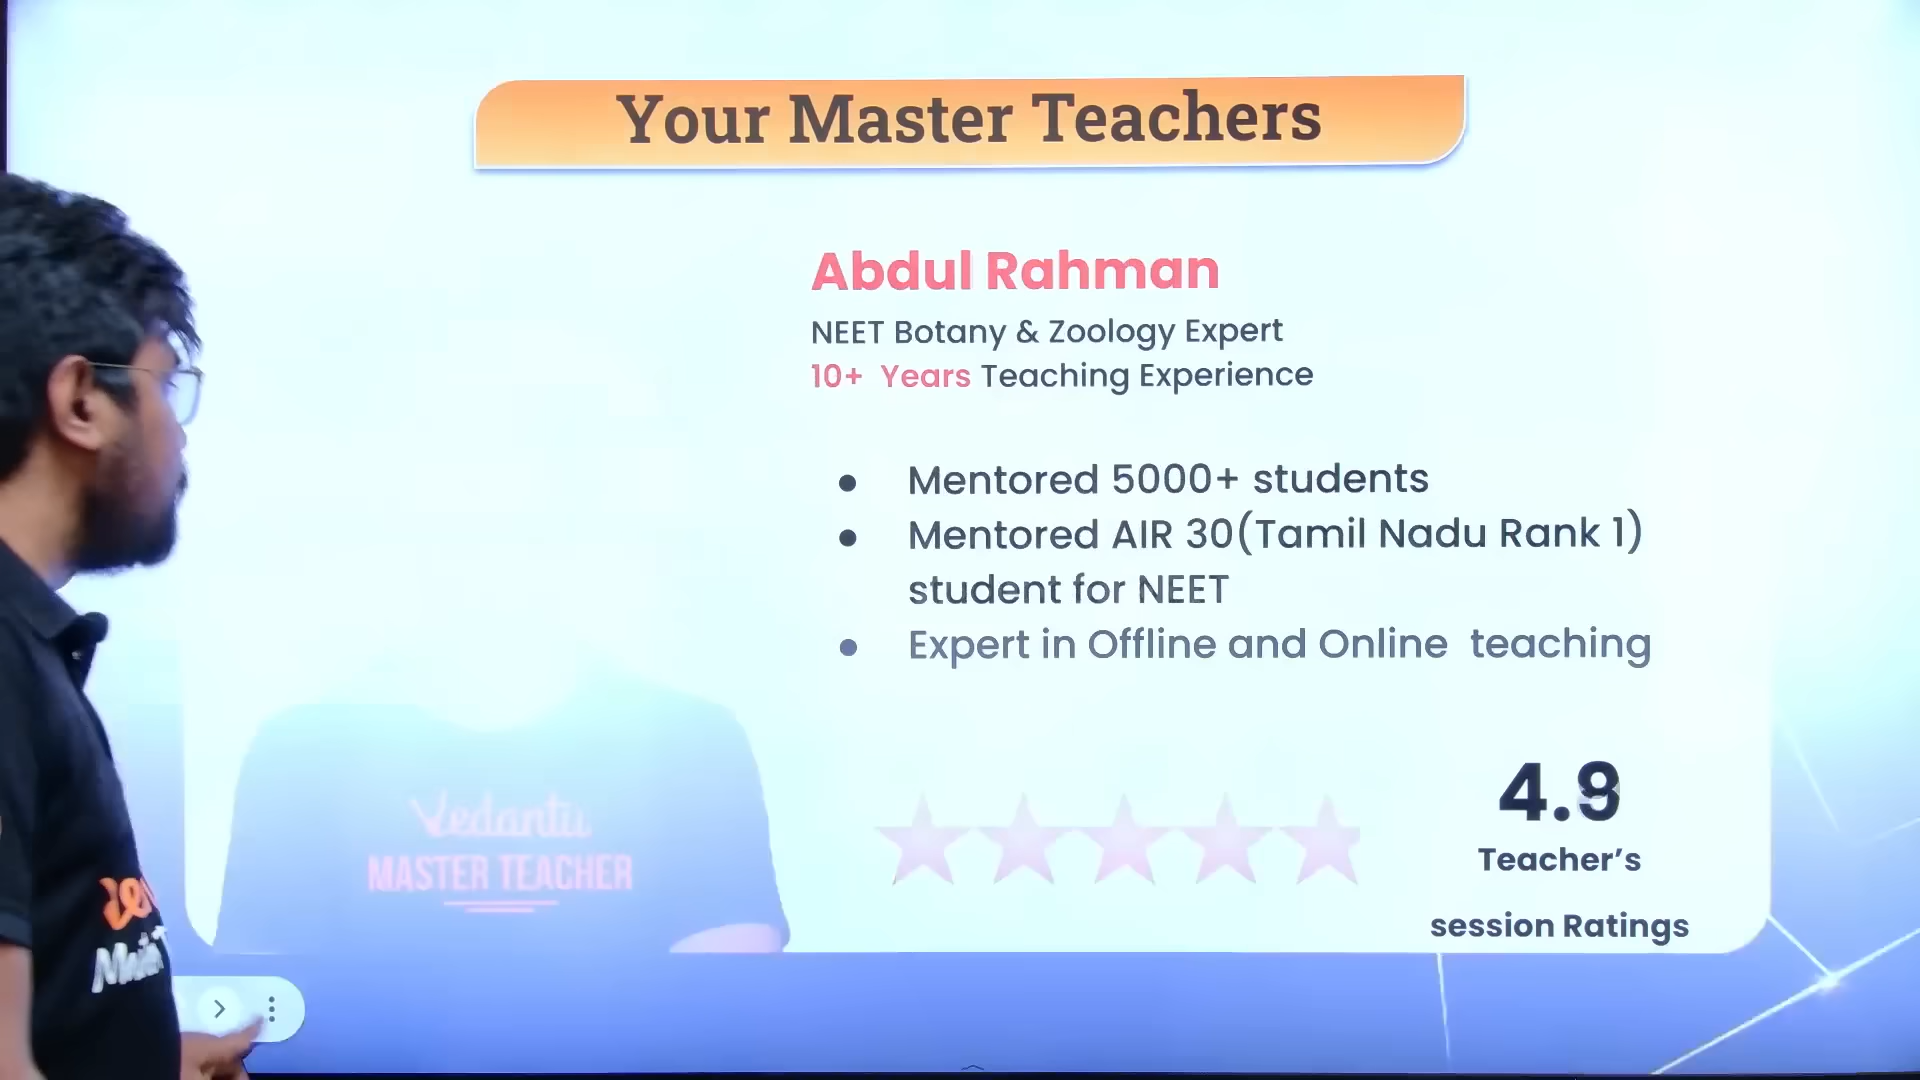 Your Master Teachers
Abdul Rahman
NEET Botany & Zoology Expert
10+ Years Teaching Experience
● Mentored 5000+ students
● Mentored AIR 30(Tamil Nadu Rank 1)
student for NEET
● Expert in Offline and Online teaching
Vedantu
MASTER TEACHER
Teacher's
session Ratings